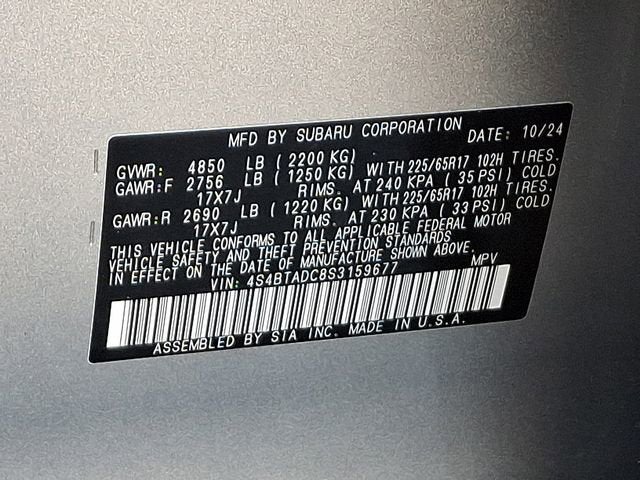 MFD BY SUBARU CORPORATION DATE: 10/24
GVWR: 4850 LB ( 2200 KG)
GAWR:F 2756 LB ( 1250 KG) WITH 225/65R17 102H TIRES.
17X7J RIMS. AT 240 KPA ( 35 PSI) COLD
GAWR:R 2690 LB ( 1220 KG) WITH 225/65R17 102H TIRES.
17X7J RIMS. AT 230 KPA ( 33 PSI) COLD
THIS VEHICLE CONFORMS TO ALL APPLICABLE FEDERAL MOTOR
VEHICLE SAFETY AND THEFT PREVENTION STANDARDS
IN EFFECT ON THE DATE OF MANUFACTURE SHOWN ABOVE.
VIN: 4S4BTADC8S3159677 MPV
ASSEMBLED BY SIA INC. MADE IN U.S.A.